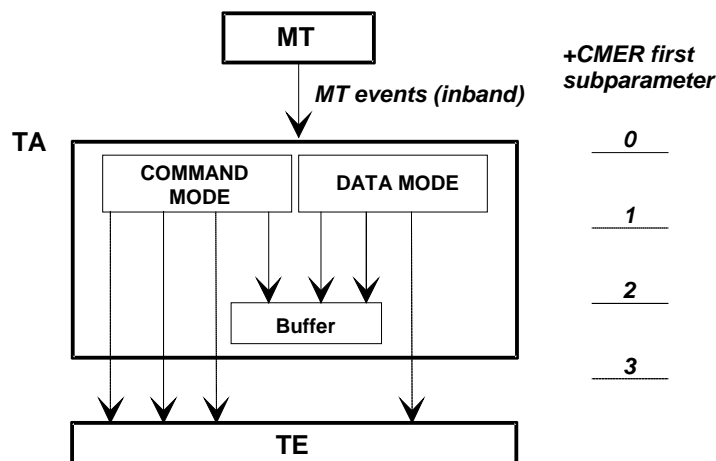 MT
+CMER first
subparameter
MT events (inband)
TA
0
COMMAND
MODE
DATA MODE
1
2
Buffer
3
TE